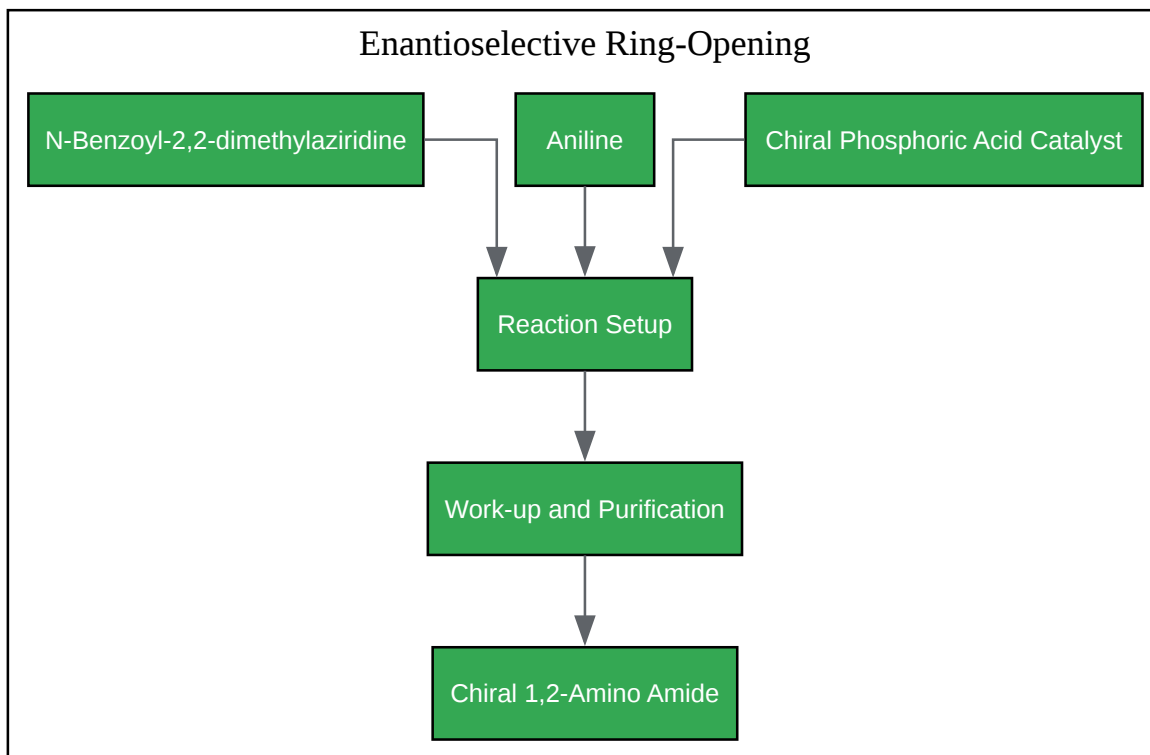 Enantioselective Ring-Opening
N-Benzoyl-2,2-dimethylaziridine
Aniline
Chiral Phosphoric Acid Catalyst
Reaction Setup
Work-up and Purification
Chiral 1,2-Amino Amide